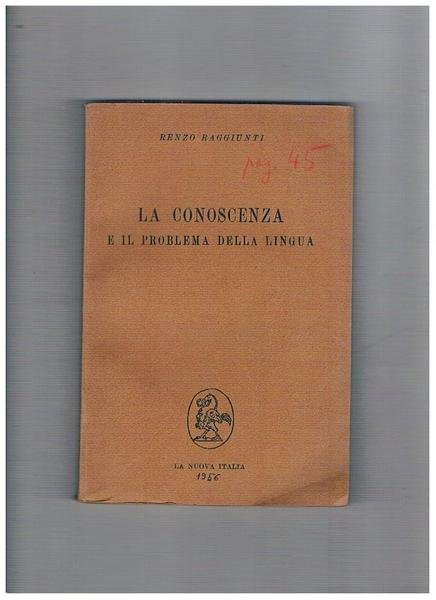 RENZO RAGGIUNTI
pag. 45
LA CONOSCENZA
E IL PROBLEMA DELLA LINGUA
LA NUOVA ITALIA
1956